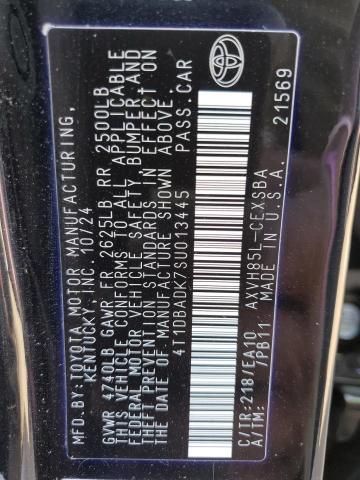 MFD.BY:TOYOTA MOTOR MANUFACTURING,
KENTUCKY, INC. 10/24
GVWR 4740LB GAWR FR 2625LB RR 2500LB
THIS VEHICLE CONFORMS TO ALL APPLICABLE
FEDERAL MOTOR VEHICLE SAFETY, BUMPER, AND
THEFT PREVENTION STANDARDS IN EFFECT ON
THE DATE OF MANUFACTURE SHOWN ABOVE.
4T1DBADK7SU013445 PASS.CAR
C/TR:218/EA10 AXVH85L-CEXSBA
A/TM: /PB11 MADE IN U.S.A. 21569